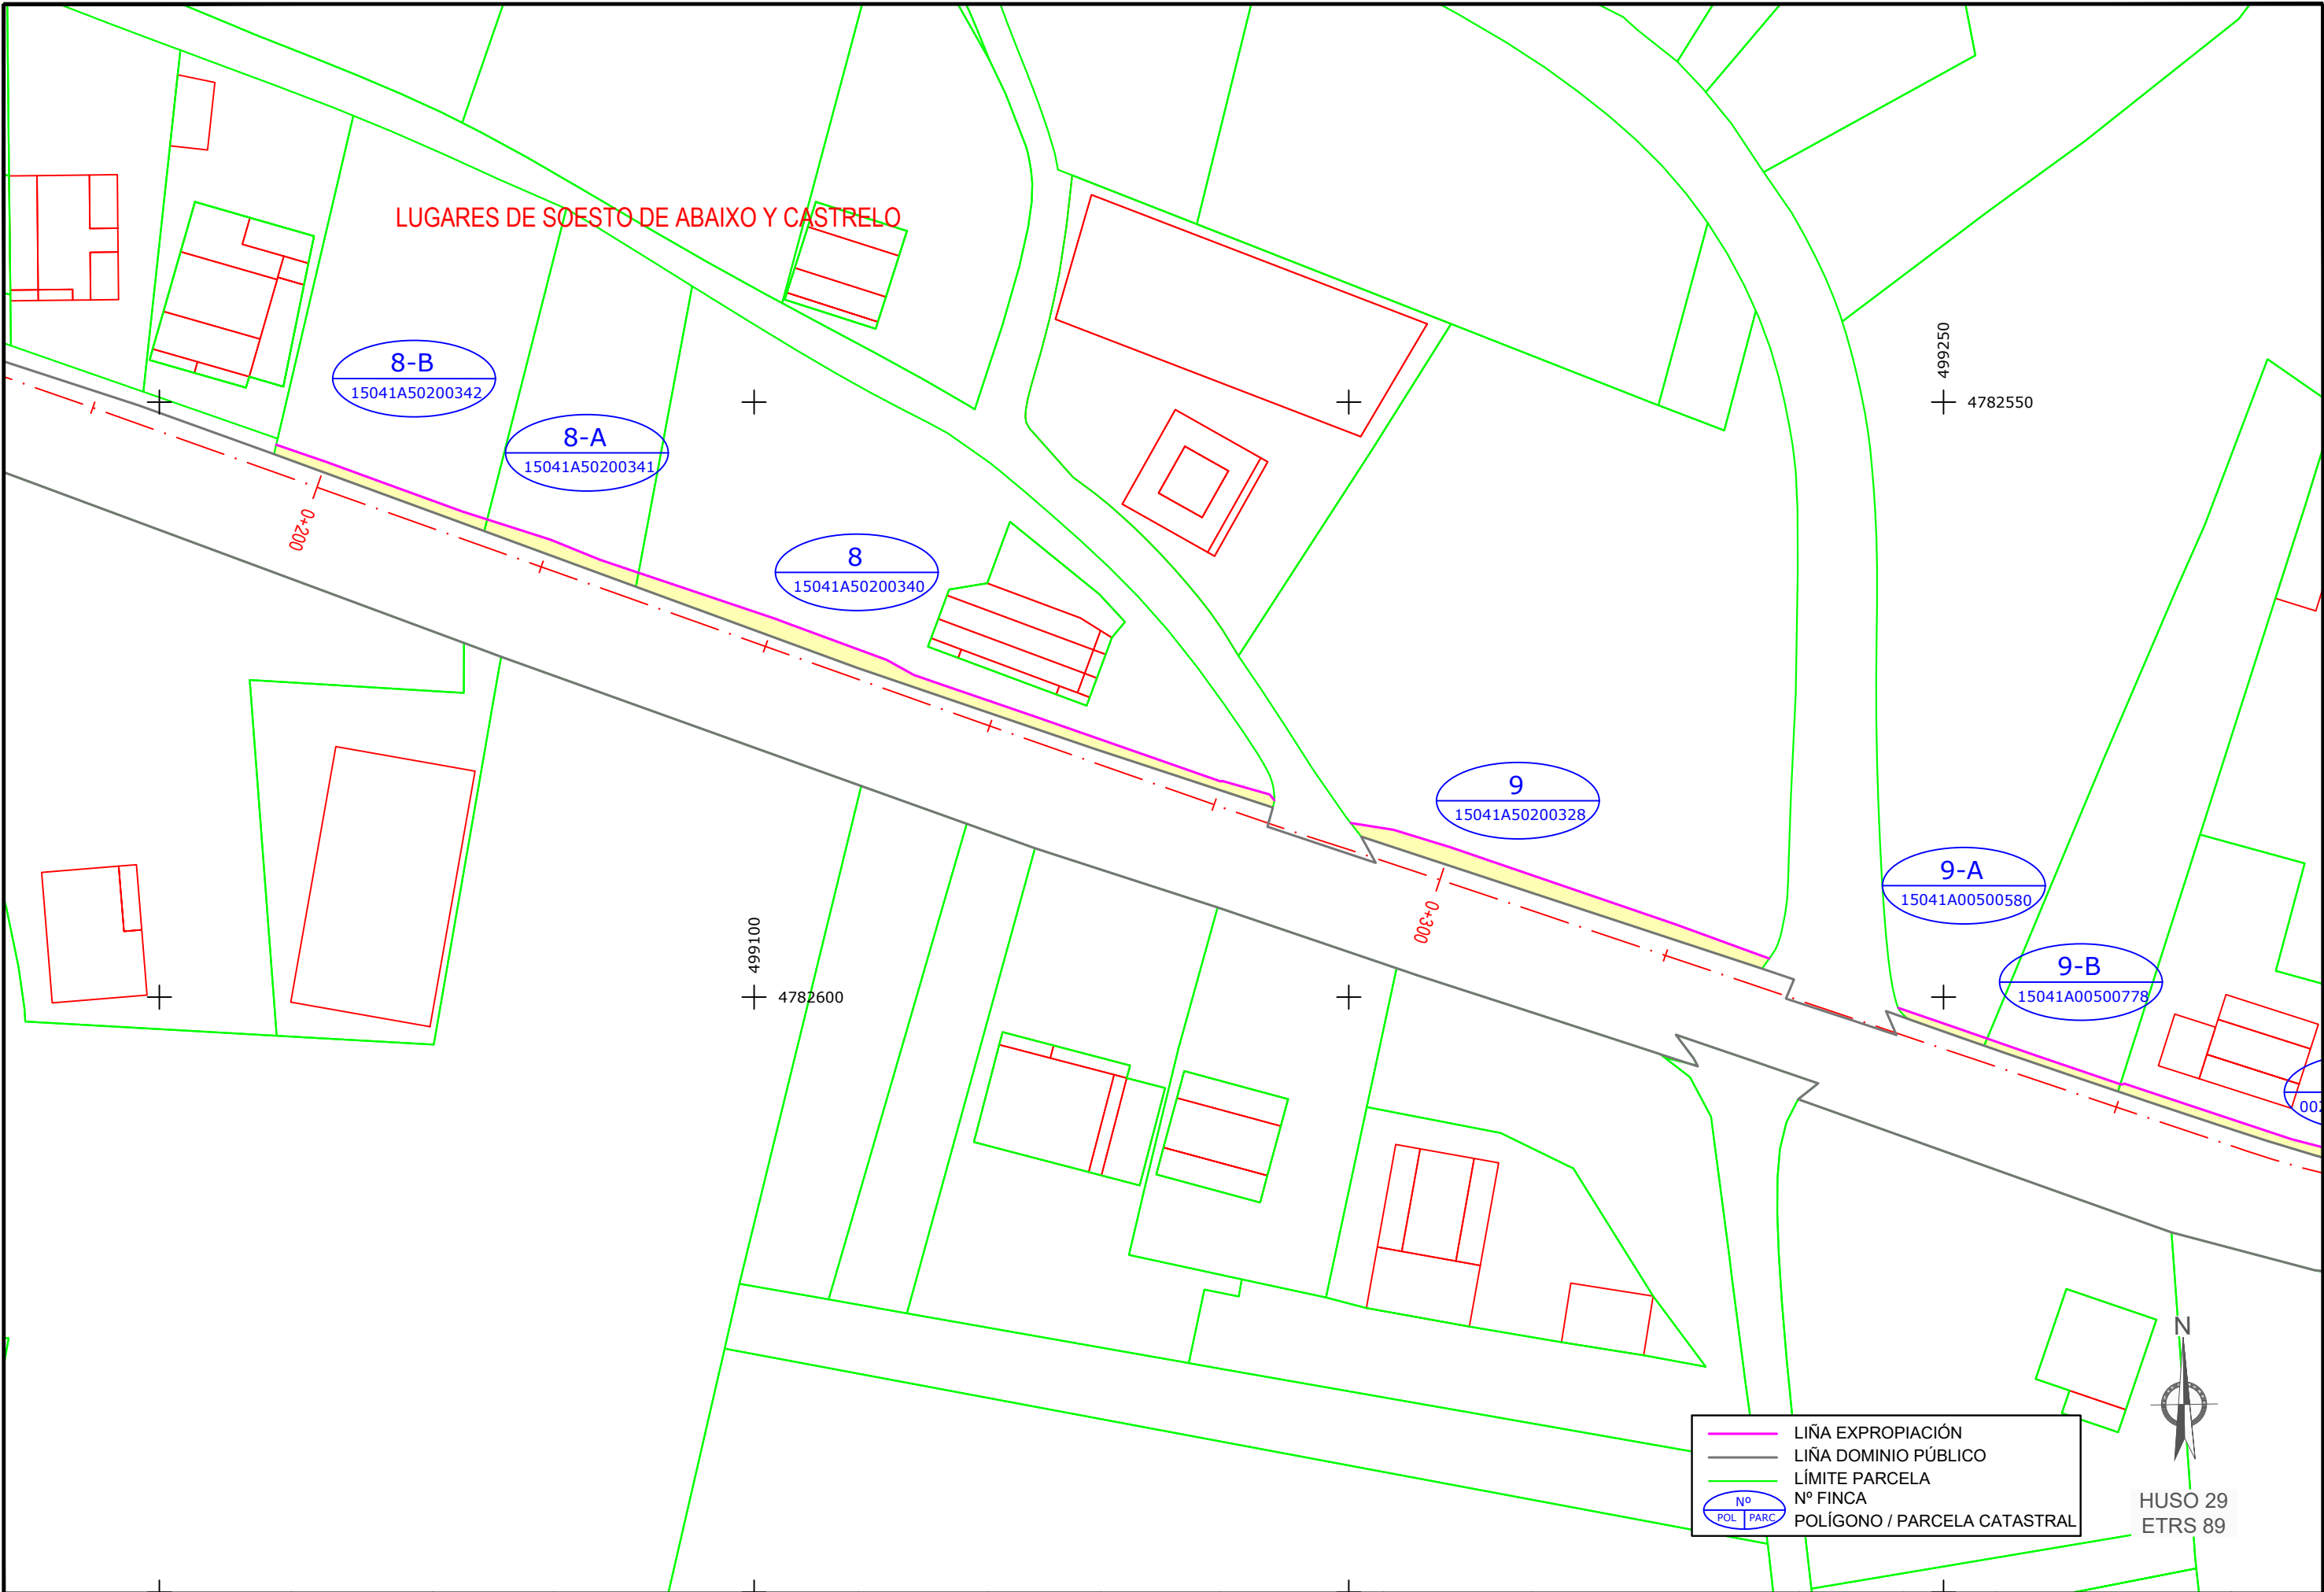 LUGARES DE SOESTO DE ABAIXO Y CASTRELO
8-B
15041A50200342
8-A
15041A50200341
499250
4782550
0+200
8
15041A50200340
9
15041A50200328
9-A
15041A00500580
0+300
499100
4782600
9-B
15041A00500778
002
N
LIÑA EXPROPIACIÓN
LIÑA DOMINIO PÚBLICO
LÍMITE PARCELA
Nº
Nº FINCA
POL PARC
POLÍGONO / PARCELA CATASTRAL
HUSO 29
ETRS 89